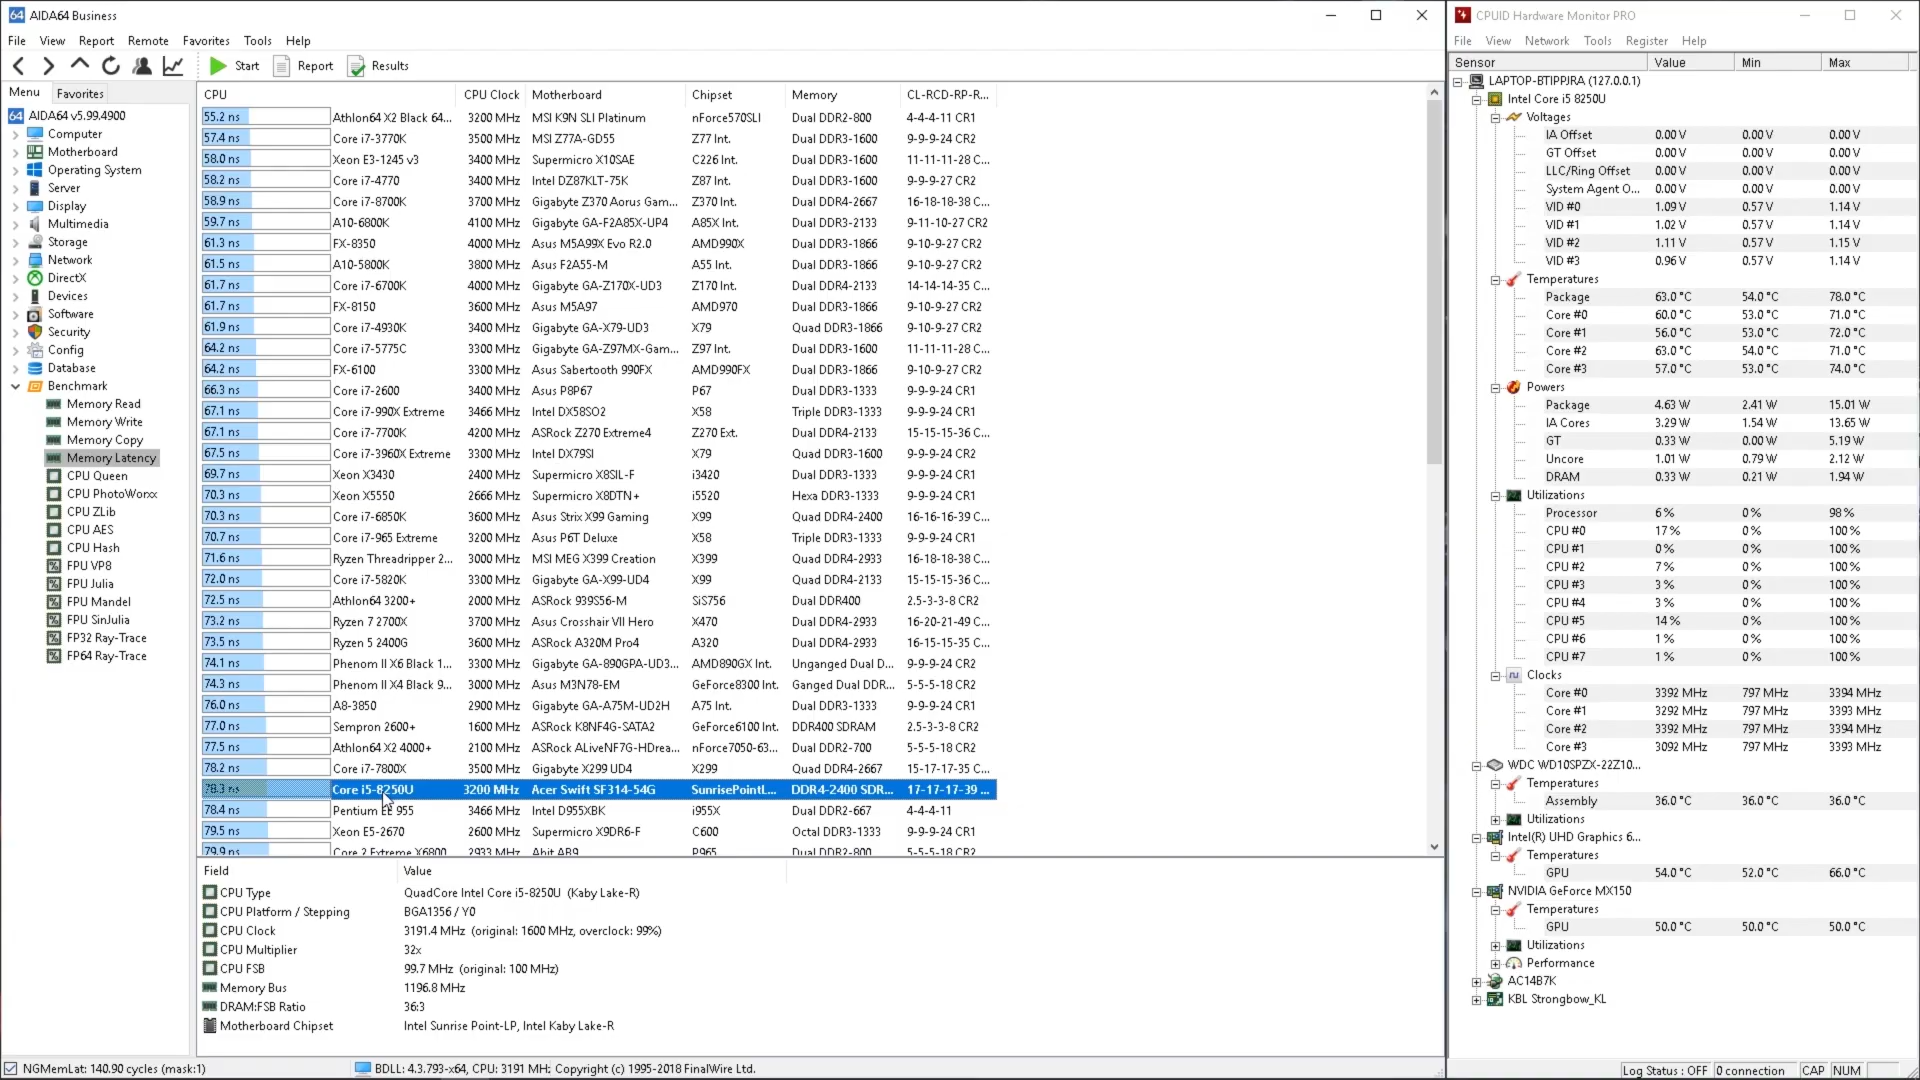 AIDA64 Business
File View Report Remote Favorites Tools Help
Start Report Results
Menu Favorites
AIDA64 v5.99.4900
Computer
Motherboard
Operating System
Server
Display
Multimedia
Storage
Network
DirectX
Devices
Software
Security
Config
Database
Benchmark
Memory Read
Memory Write
Memory Copy
Memory Latency
CPU Queen
CPU PhotoWorxx
CPU ZLib
CPU AES
CPU Hash
FPU VP8
FPU Julia
FPU Mandel
FPU SinJulia
FP32 Ray-Trace
FP64 Ray-Trace
CPU CPU Clock Motherboard Chipset Memory CL-RCD-RP-R...
55.2 ns Athlon64 X2 Black 64... 3200 MHz MSI K9N SLI Platinum nForce570SLI Dual DDR2-800 4-4-4-11 CR1
57.4 ns Core i7-3770K 3500 MHz MSI Z77A-GD55 Z77 Int. Dual DDR3-1600 9-9-9-24 CR2
58.0 ns Xeon E3-1245 v3 3400 MHz Supermicro X10SAE C226 Int. Dual DDR3-1600 11-11-11-28 C...
58.2 ns Core i7-4770 3400 MHz Intel DZ87KLT-75K Z87 Int. Dual DDR3-1600 9-9-9-27 CR2
58.9 ns Core i7-8700K 3700 MHz Gigabyte Z370 Aorus Gam... Z370 Int. Dual DDR4-2667 16-18-18-38 C...
59.7 ns A10-6800K 4100 MHz Gigabyte GA-F2A85X-UP4 A85X Int. Dual DDR3-2133 9-11-10-27 CR2
61.3 ns FX-8350 4000 MHz Asus M5A99X Evo R2.0 AMD990X Dual DDR3-1866 9-10-9-27 CR2
61.5 ns A10-5800K 3800 MHz Asus F2A55-M A55 Int. Dual DDR3-1866 9-10-9-27 CR2
61.7 ns Core i7-6700K 4000 MHz Gigabyte GA-Z170X-UD3 Z170 Int. Dual DDR4-2133 14-14-14-35 C...
61.7 ns FX-8150 3600 MHz Asus M5A97 AMD970 Dual DDR3-1866 9-10-9-27 CR2
61.9 ns Core i7-4930K 3400 MHz Gigabyte GA-X79-UD3 X79 Quad DDR3-1866 9-10-9-27 CR2
64.2 ns Core i7-5775C 3300 MHz Gigabyte GA-Z97MX-Gam... Z97 Int. Dual DDR3-1600 11-11-11-28 C...
64.2 ns FX-6100 3300 MHz Asus Sabertooth 990FX AMD990FX Dual DDR3-1866 9-10-9-27 CR2
66.3 ns Core i7-2600 3400 MHz Asus P8P67 P67 Dual DDR3-1333 9-9-9-24 CR1
67.1 ns Core i7-990X Extreme 3466 MHz Intel DX58SO2 X58 Triple DDR3-1333 9-9-9-24 CR1
67.1 ns Core i7-7700K 4200 MHz ASRock Z270 Extreme4 Z270 Ext. Dual DDR4-2133 15-15-15-36 C...
67.5 ns Core i7-3960X Extreme 3300 MHz Intel DX79SI X79 Quad DDR3-1600 9-9-9-24 CR2
69.7 ns Xeon X3430 2400 MHz Supermicro X8SIL-F i3420 Dual DDR3-1333 9-9-9-24 CR1
70.3 ns Xeon X5550 2666 MHz Supermicro X8DTN+ i5520 Hexa DDR3-1333 9-9-9-24 CR1
70.3 ns Core i7-6850K 3600 MHz Asus Strix X99 Gaming X99 Quad DDR4-2400 16-16-16-39 C...
70.7 ns Core i7-965 Extreme 3200 MHz Asus P6T Deluxe X58 Triple DDR3-1333 9-9-9-24 CR1
71.6 ns Ryzen Threadripper 2... 3000 MHz MSI MEG X399 Creation X399 Quad DDR4-2933 16-18-18-38 C...
72.0 ns Core i7-5820K 3300 MHz Gigabyte GA-X99-UD4 X99 Quad DDR4-2133 15-15-15-36 C...
72.5 ns Athlon64 3200+ 2000 MHz ASRock 939S56-M SiS756 Dual DDR400 2.5-3-3-8 CR2
73.2 ns Ryzen 7 2700X 3700 MHz Asus Crosshair VII Hero X470 Dual DDR4-2933 16-20-21-49 C...
73.5 ns Ryzen 5 2400G 3600 MHz ASRock A320M Pro4 A320 Dual DDR4-2933 16-15-15-35 C...
74.1 ns Phenom II X6 Black 1... 3300 MHz Gigabyte GA-890GPA-UD3... AMD890GX Int. Unganged Dual D... 9-9-9-24 CR2
74.3 ns Phenom II X4 Black 9... 3000 MHz Asus M3N78-EM GeForce8300 Int. Ganged Dual DDR... 5-5-5-18 CR2
76.0 ns A8-3850 2900 MHz Gigabyte GA-A75M-UD2H A75 Int. Dual DDR3-1333 9-9-9-24 CR1
77.0 ns Sempron 2600+ 1600 MHz ASRock K8NF4G-SATA2 GeForce6100 Int. DDR400 SDRAM 2.5-3-3-8 CR2
77.5 ns Athlon64 X2 4000+ 2100 MHz ASRock ALiveNF7G-HDrea... nForce7050-63... Dual DDR2-700 5-5-5-18 CR2
78.2 ns Core i7-7800X 3500 MHz Gigabyte X299 UD4 X299 Quad DDR4-2667 15-17-17-35 C...
78.3 ns Core i5-8250U 3200 MHz Acer Swift SF314-54G SunrisePointL... DDR4-2400 SDR... 17-17-17-39 ...
78.4 ns Pentium EE 955 3466 MHz Intel D955XBK i955X Dual DDR2-667 4-4-4-11
79.5 ns Xeon E5-2670 2600 MHz Supermicro X9DR6-F C600 Octal DDR3-1333 9-9-9-24 CR1
79.9 ns Core 2 Extreme X6800 2933 MHz Abit AB9 P965 Dual DDR2-800 5-5-5-18 CR2
Field Value
CPU Type QuadCore Intel Core i5-8250U (Kaby Lake-R)
CPU Platform / Stepping BGA1356 / Y0
CPU Clock 3191.4 MHz (original: 1600 MHz, overclock: 99%)
CPU Multiplier 32x
CPU FSB 99.7 MHz (original: 100 MHz)
Memory Bus 1196.8 MHz
DRAM:FSB Ratio 36:3
Motherboard Chipset Intel Sunrise Point-LP, Intel Kaby Lake-R
NGMemLat: 140.90 cycles (mask:1) BDLL: 4.3.793-x64, CPU: 3191 MH; Copyright (c) 1995-2018 FinalWire Ltd.
CPUID Hardware Monitor PRO
File View Network Tools Register Help
Sensor Value Min Max
LAPTOP-BTIPPJRA (127.0.0.1)
Intel Core i5 8250U
Voltages
IA Offset 0.00 V 0.00 V 0.00 V
GT Offset 0.00 V 0.00 V 0.00 V
LLC/Ring Offset 0.00 V 0.00 V 0.00 V
System Agent O... 0.00 V 0.00 V 0.00 V
VID #0 1.09 V 0.57 V 1.14 V
VID #1 1.02 V 0.57 V 1.14 V
VID #2 1.11 V 0.57 V 1.15 V
VID #3 0.96 V 0.57 V 1.14 V
Temperatures
Package 63.0 °C 54.0 °C 78.0 °C
Core #0 60.0 °C 53.0 °C 71.0 °C
Core #1 56.0 °C 53.0 °C 72.0 °C
Core #2 63.0 °C 54.0 °C 71.0 °C
Core #3 57.0 °C 53.0 °C 74.0 °C
Powers
Package 4.63 W 2.41 W 15.01 W
IA Cores 3.29 W 1.54 W 13.65 W
GT 0.33 W 0.00 W 5.19 W
Uncore 1.01 W 0.79 W 2.12 W
DRAM 0.33 W 0.21 W 1.94 W
Utilizations
Processor 6 % 0 % 98 %
CPU #0 17 % 0 % 100 %
CPU #1 0 % 0 % 100 %
CPU #2 7 % 0 % 100 %
CPU #3 3 % 0 % 100 %
CPU #4 3 % 0 % 100 %
CPU #5 14 % 0 % 100 %
CPU #6 1 % 0 % 100 %
CPU #7 1 % 0 % 100 %
Clocks
Core #0 3392 MHz 797 MHz 3394 MHz
Core #1 3292 MHz 797 MHz 3393 MHz
Core #2 3392 MHz 797 MHz 3394 MHz
Core #3 3092 MHz 797 MHz 3393 MHz
WDC WD10SPZX-22Z10...
Temperatures
Assembly 36.0 °C 36.0 °C 36.0 °C
Utilizations
Intel(R) UHD Graphics 6...
Temperatures
GPU 54.0 °C 52.0 °C 66.0 °C
NVIDIA GeForce MX150
Temperatures
GPU 50.0 °C 50.0 °C 50.0 °C
Utilizations
Performance
AC14B7K
KBL Strongbow_KL
Log Status : OFF 0 connection CAP NUM